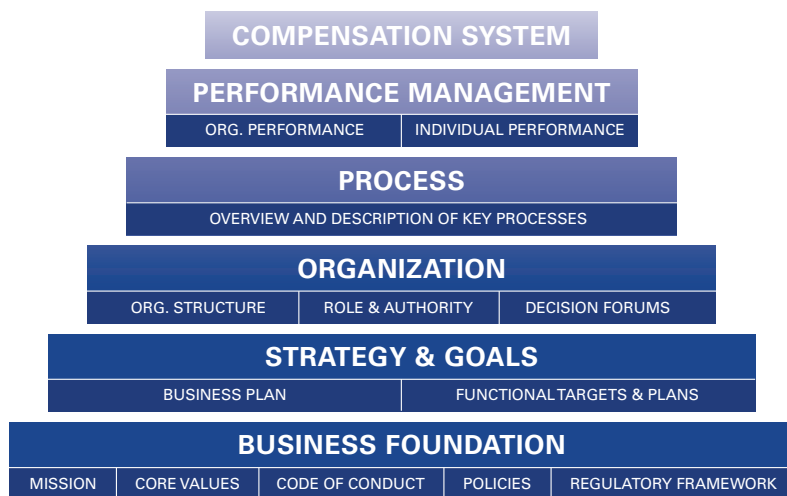 COMPENSATION SYSTEM
PERFORMANCE MANAGEMENT
ORG. PERFORMANCE INDIVIDUAL PERFORMANCE
PROCESS
OVERVIEW AND DESCRIPTION OF KEY PROCESSES
ORGANIZATION
ORG. STRUCTURE ROLE & AUTHORITY DECISION FORUMS
STRATEGY & GOALS
BUSINESS PLAN FUNCTIONAL TARGETS & PLANS
BUSINESS FOUNDATION
MISSION CORE VALUES CODE OF CONDUCT POLICIES REGULATORY FRAMEWORK